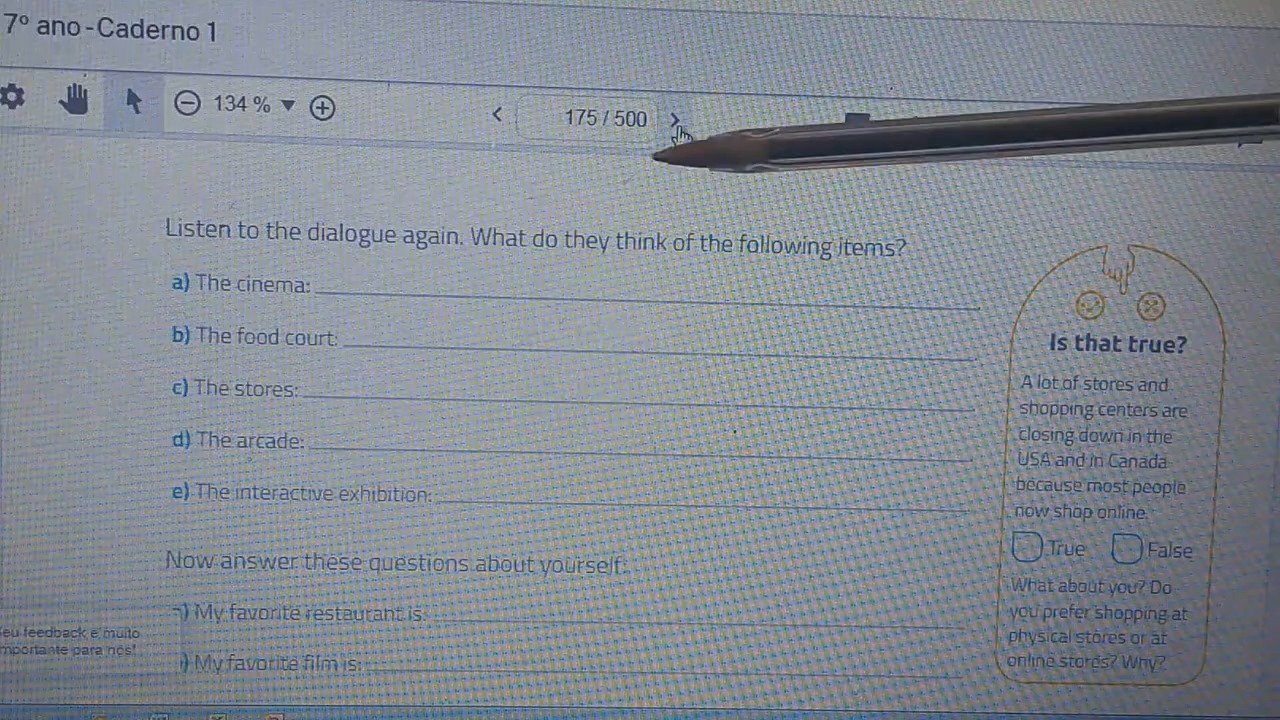 7º ano - Caderno 1
134 %
175 / 500
Listen to the dialogue again. What do they think of the following items?
a) The cinema:
b) The food court:
c) The stores:
d) The arcade:
e) The interactive exhibition:
Now answer these questions about yourself.
) My favorite restaurant is:
) My favorite film is:
eu feedback é muito
mportante para nós!
Is that true?
A lot of stores and
shopping centers are
closing down in the
USA and in Canada
because most people
now shop online.
True False
What about you? Do
you prefer shopping at
physical stores or at
online stores? Why?